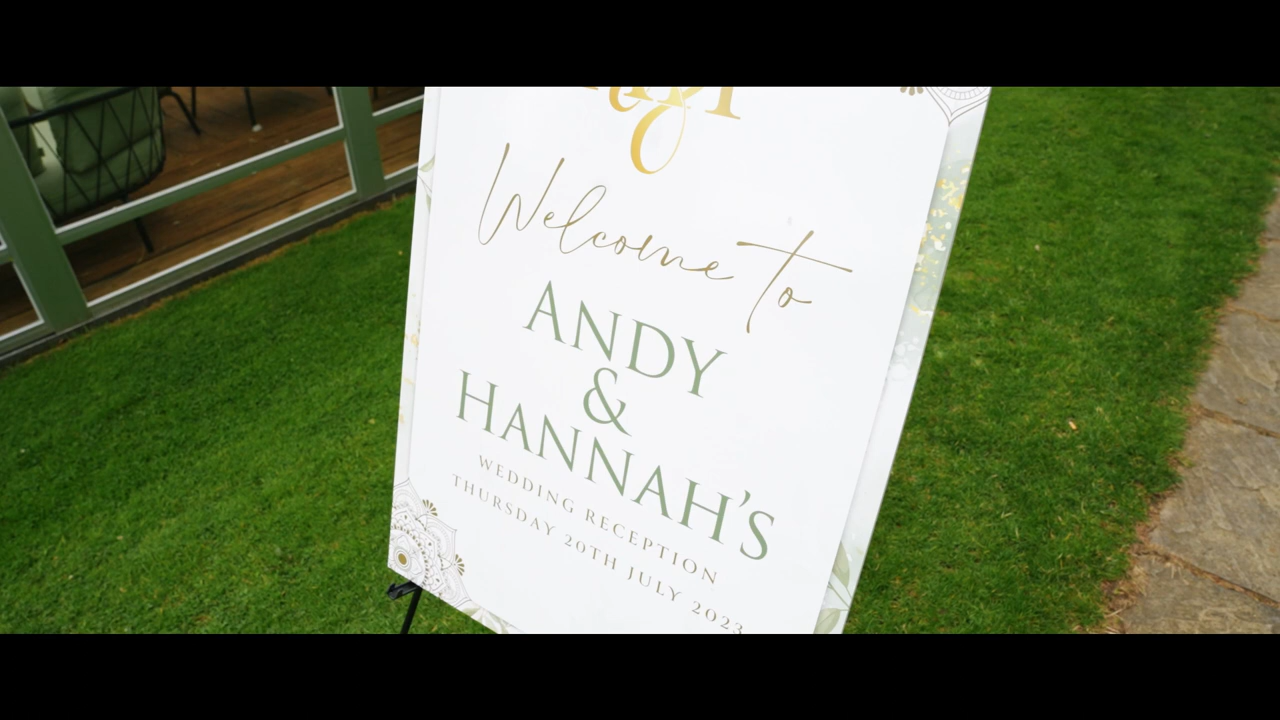 Welcome to
ANDY
&
HANNAH'S
WEDDING RECEPTION
THURSDAY 20TH JULY 2023